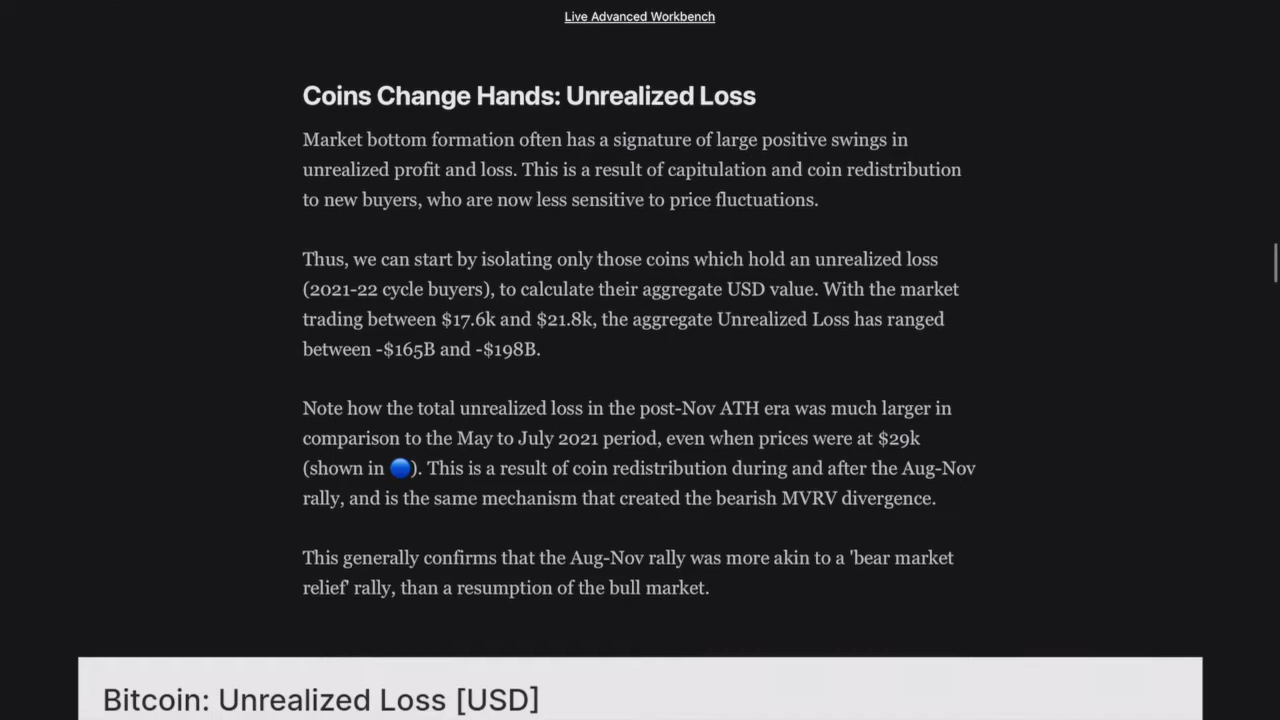 Live Advanced Workbench
Coins Change Hands: Unrealized Loss
Market bottom formation often has a signature of large positive swings in
unrealized profit and loss. This is a result of capitulation and coin redistribution
to new buyers, who are now less sensitive to price fluctuations.
Thus, we can start by isolating only those coins which hold an unrealized loss
(2021-22 cycle buyers), to calculate their aggregate USD value. With the market
trading between $17.6k and $21.8k, the aggregate Unrealized Loss has ranged
between -$165B and -$198B.
Note how the total unrealized loss in the post-Nov ATH era was much larger in
comparison to the May to July 2021 period, even when prices were at $29k
(shown in 🔵). This is a result of coin redistribution during and after the Aug-Nov
rally, and is the same mechanism that created the bearish MVRV divergence.
This generally confirms that the Aug-Nov rally was more akin to a 'bear market
relief' rally, than a resumption of the bull market.
Bitcoin: Unrealized Loss [USD]